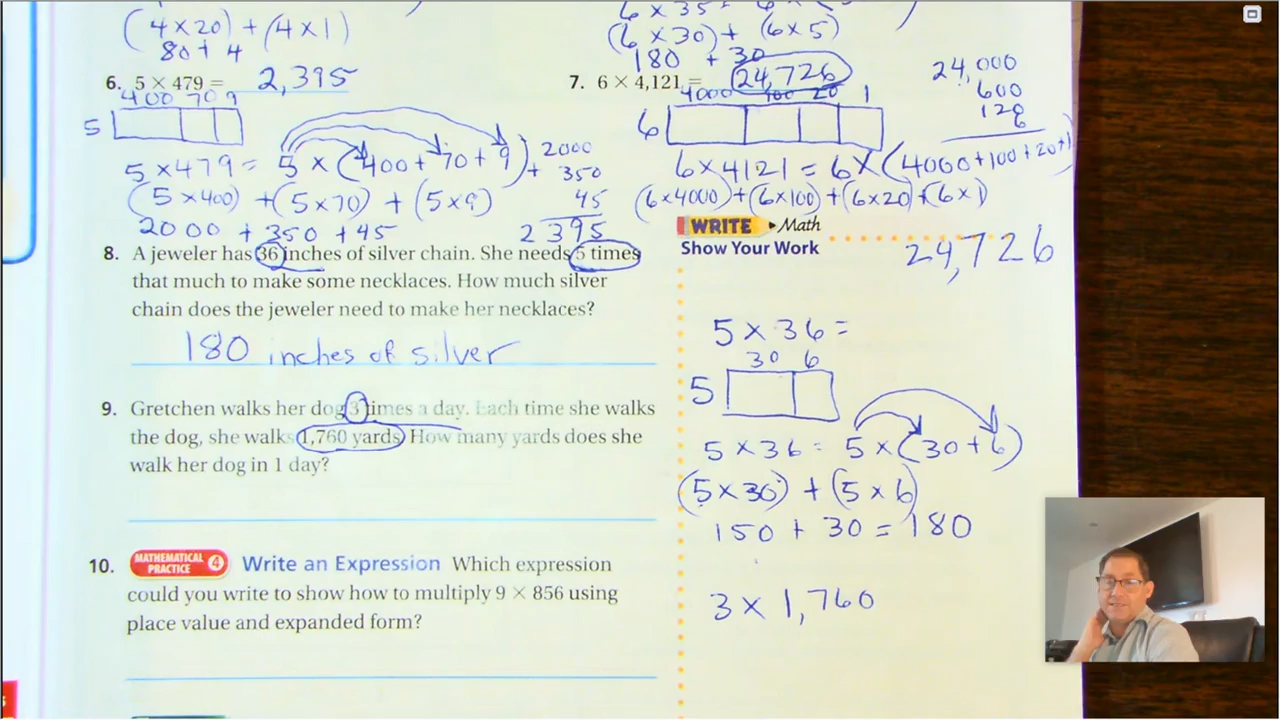 (4 × 20) + (4 × 1)
80 + 4
(6 × 30) + (6 × 5)
180 + 30
6. 5 × 479 = 2,395
400 70 9
5
5 × 479 = 5 × (400 + 70 + 9)
(5 × 400) + (5 × 70) + (5 × 9)
2000 + 350 + 45
2000
+ 350
45
2395
7. 6 × 4,121 = 24,726
4000 100 20 1
6
24,000
600
120
6
6 × 4121 = 6 × (4000 + 100 + 20 + 1)
(6×4000) + (6×100) + (6×20) + (6×1)
WRITE Math
Show Your Work
24,726
8. A jeweler has 36 inches of silver chain. She needs 5 times
that much to make some necklaces. How much silver
chain does the jeweler need to make her necklaces?
180 inches of silver
5 × 36 =
30 6
5
5 × 36 = 5 × (30 + 6)
(5 × 30) + (5 × 6)
150 + 30 = 180
9. Gretchen walks her dog 3 times a day. Each time she walks
the dog, she walks 1,760 yards. How many yards does she
walk her dog in 1 day?
3 × 1,760
10. MATHEMATICAL PRACTICE 4 Write an Expression Which expression
could you write to show how to multiply 9 × 856 using
place value and expanded form?